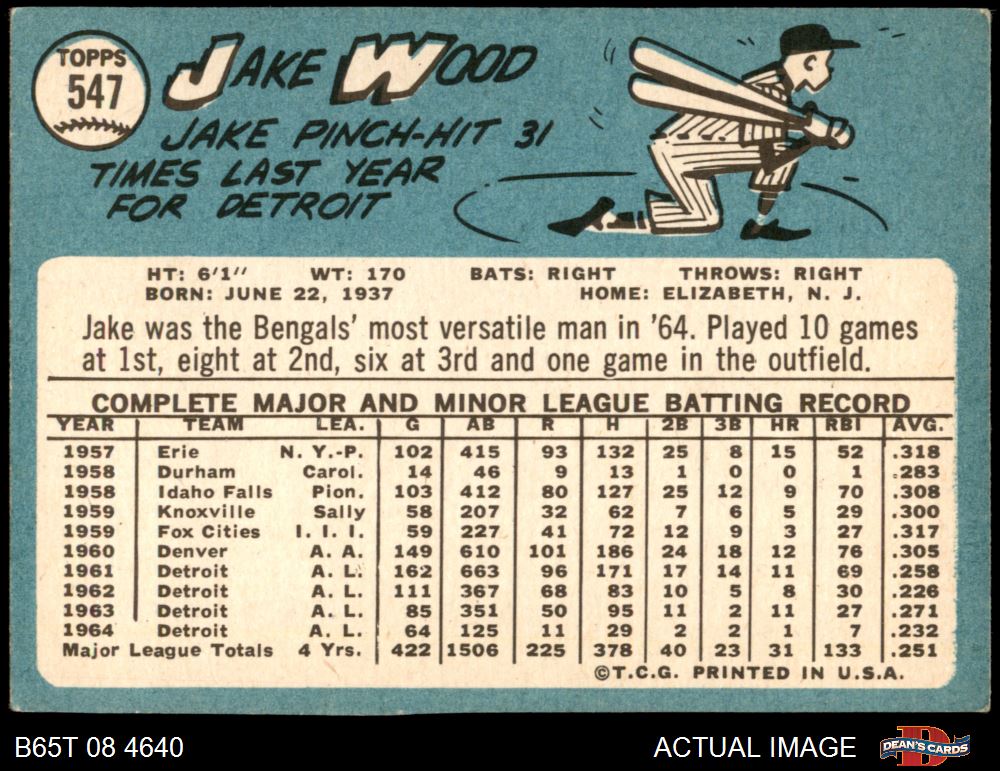 TOPPS
547
JAKE WOOD
JAKE PINCH-HIT 31
TIMES LAST YEAR
FOR DETROIT
HT: 6'1" WT: 170 BATS: RIGHT THROWS: RIGHT
BORN: JUNE 22, 1937 HOME: ELIZABETH, N. J.
Jake was the Bengals' most versatile man in '64. Played 10 games
at 1st, eight at 2nd, six at 3rd and one game in the outfield.
COMPLETE MAJOR AND MINOR LEAGUE BATTING RECORD
YEAR TEAM LEA. G AB R H 2B 3B HR RBI AVG.
1957 Erie N. Y.-P. 102 415 93 132 25 8 15 52 .318
1958 Durham Carol. 14 46 9 13 1 0 0 1 .283
1958 Idaho Falls Pion. 103 412 80 127 25 12 9 70 .308
1959 Knoxville Sally 58 207 32 62 7 6 5 29 .300
1959 Fox Cities I. I. I. 59 227 41 72 12 9 3 27 .317
1960 Denver A. A. 149 610 101 186 24 18 12 76 .305
1961 Detroit A. L. 162 663 96 171 17 14 11 69 .258
1962 Detroit A. L. 111 367 68 83 10 5 8 30 .226
1963 Detroit A. L. 85 351 50 95 11 2 11 27 .271
1964 Detroit A. L. 64 125 11 29 2 2 1 7 .232
Major League Totals 4 Yrs. 422 1506 225 378 40 23 31 133 .251
©T.C.G. PRINTED IN U.S.A.
B65T 08 4640 ACTUAL IMAGE DEAN'S CARDS